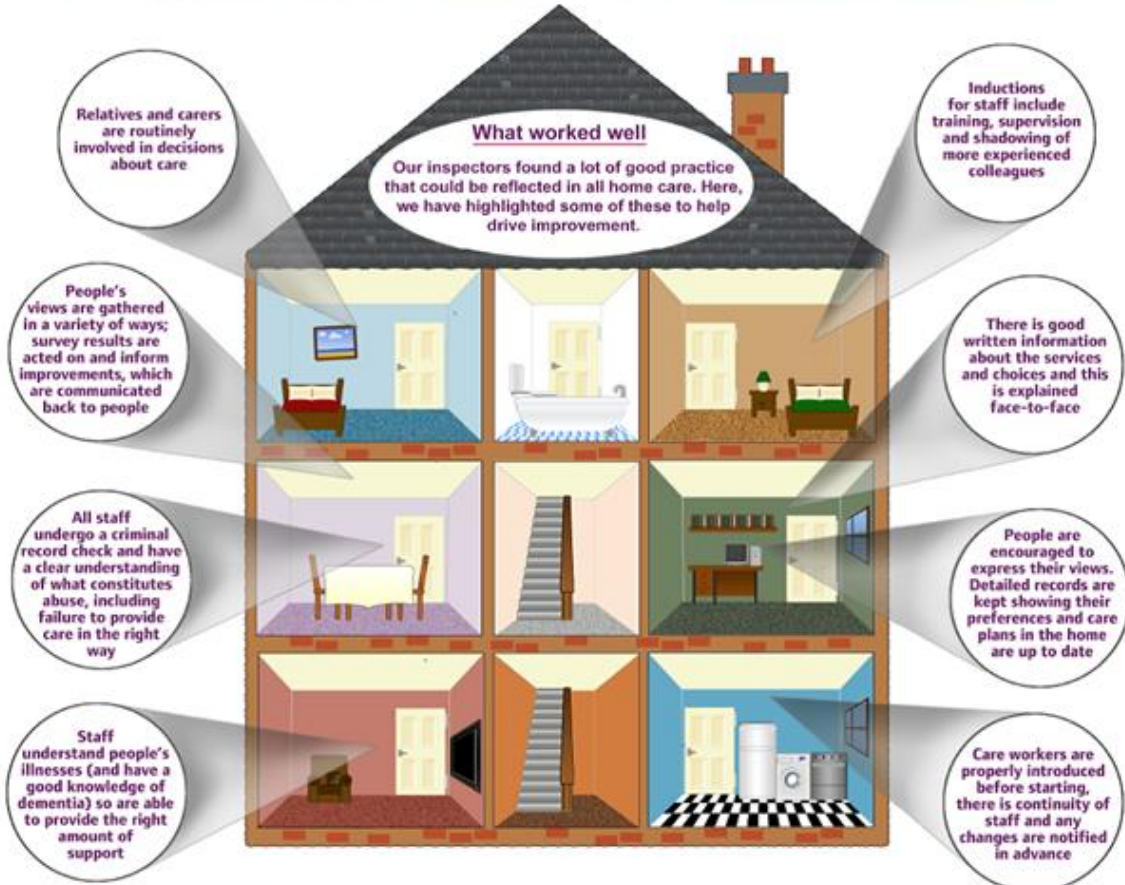 What worked well
Our inspectors found a lot of good practice
that could be reflected in all home care. Here,
we have highlighted some of these to help
drive improvement.
Relatives and carers
are routinely
involved in decisions
about care
People's
views are gathered
in a variety of ways;
survey results are
acted on and inform
improvements, which
are communicated
back to people
All staff
undergo a criminal
record check and have
a clear understanding
of what constitutes
abuse, including
failure to provide
care in the right
way
Staff
understand people's
illnesses (and have a
good knowledge of
dementia) so are able
to provide the right
amount of
support
Inductions
for staff include
training, supervision
and shadowing of
more experienced
colleagues
There is good
written information
about the services
and choices and this
is explained
face-to-face
People are
encouraged to
express their views.
Detailed records are
kept showing their
preferences and care
plans in the home
are up to date
Care workers are
properly introduced
before starting,
there is continuity of
staff and any
changes are notified
in advance